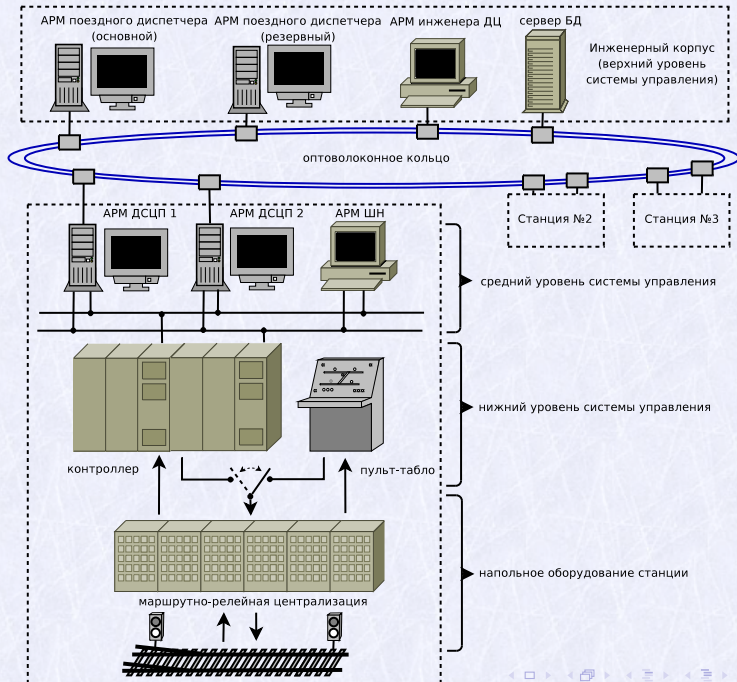 АРМ поездного диспетчера
(основной)
АРМ поездного диспетчера
(резервный)
АРМ инженера ДЦ
сервер БД
Инженерный корпус
(верхний уровень
системы управления)
оптоволоконное кольцо
Станция №2
Станция №3
АРМ ДСЦП 1
АРМ ДСЦП 2
АРМ ШН
средний уровень системы управления
нижний уровень системы управления
контроллер
пульт-табло
напольное оборудование станции
маршрутно-релейная централизация